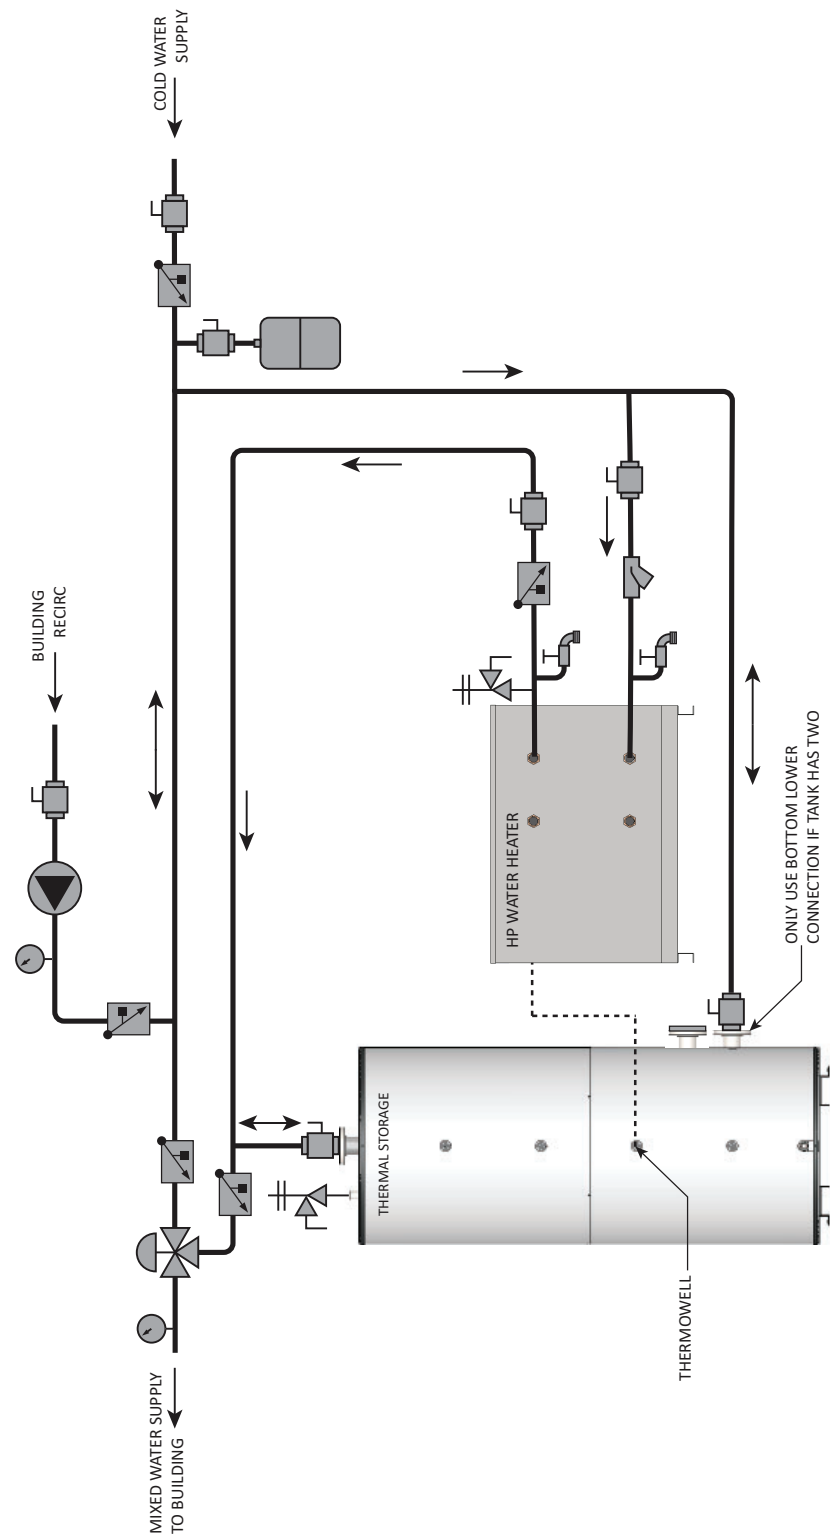 COLD WATER
SUPPLY
BUILDING
RECIRC
HP WATER HEATER
ONLY USE BOTTOM LOWER
CONNECTION IF TANK HAS TWO
THERMAL STORAGE
THERMOWELL
MIXED WATER SUPPLY
TO BUILDING